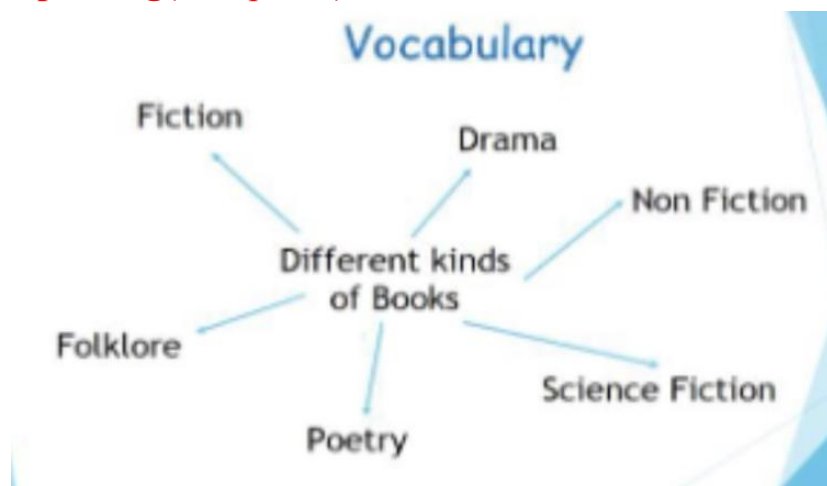 Vocabulary
Fiction
Drama
Non Fiction
Different kinds
of Books
Folklore
Science Fiction
Poetry